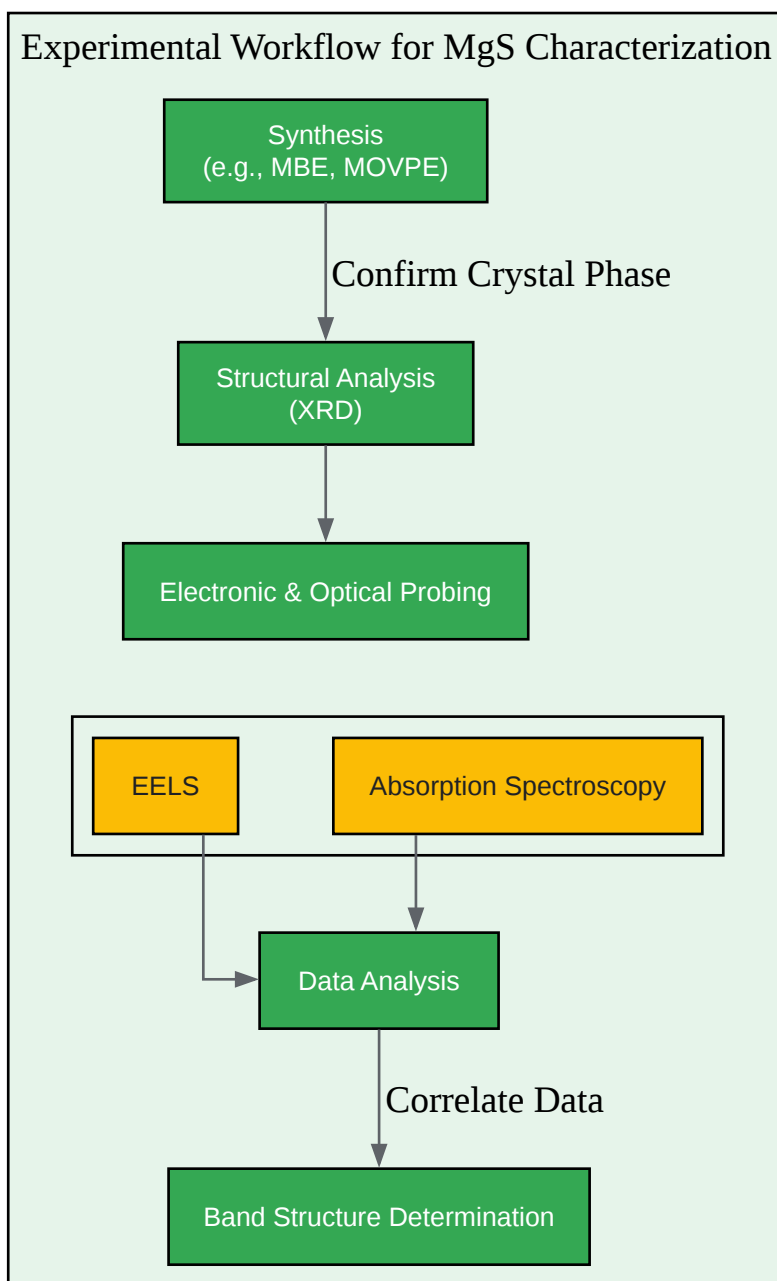 Experimental Workflow for MgS Characterization
Synthesis
(e.g., MBE, MOVPE)
Confirm Crystal Phase
Structural Analysis
(XRD)
Electronic & Optical Probing
EELS
Absorption Spectroscopy
Data Analysis
Correlate Data
Band Structure Determination